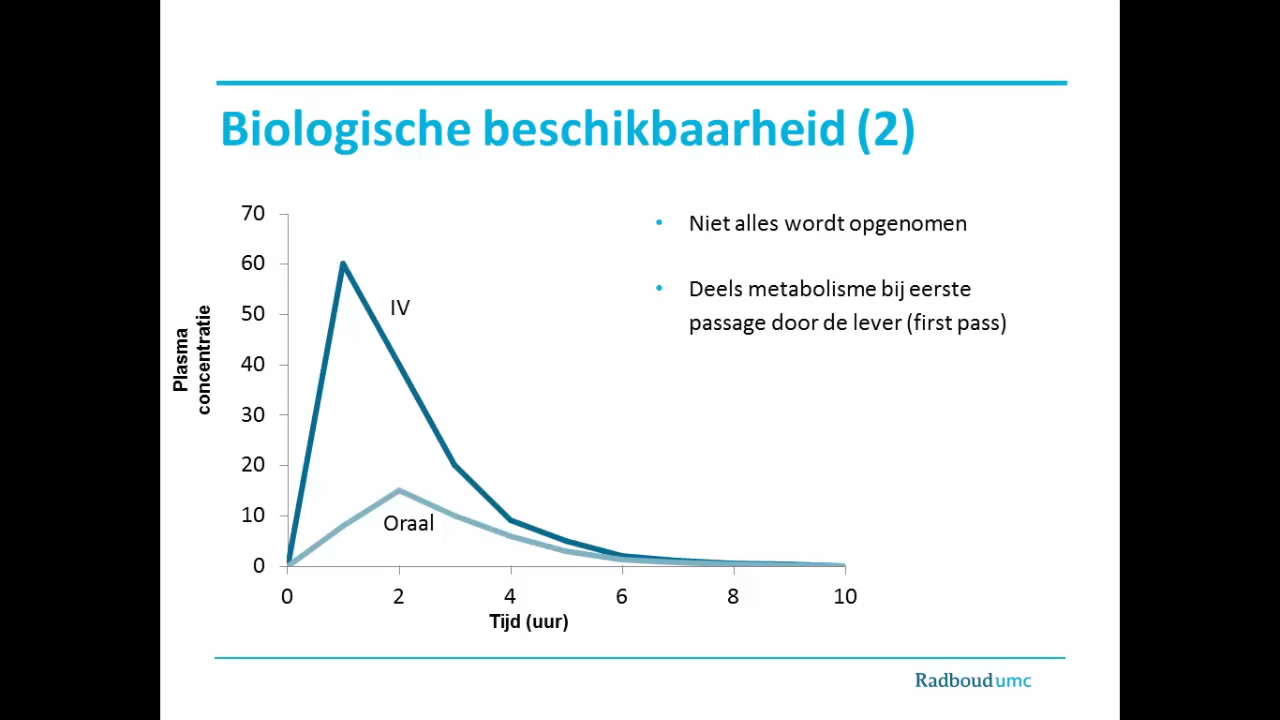 Biologische beschikbaarheid (2)
70
60
50
40
30
20
10
0
Plasma
concentratie
IV
Oraal
0 2 4 6 8 10
Tijd (uur)
• Niet alles wordt opgenomen
• Deels metabolisme bij eerste
passage door de lever (first pass)
Radboudumc